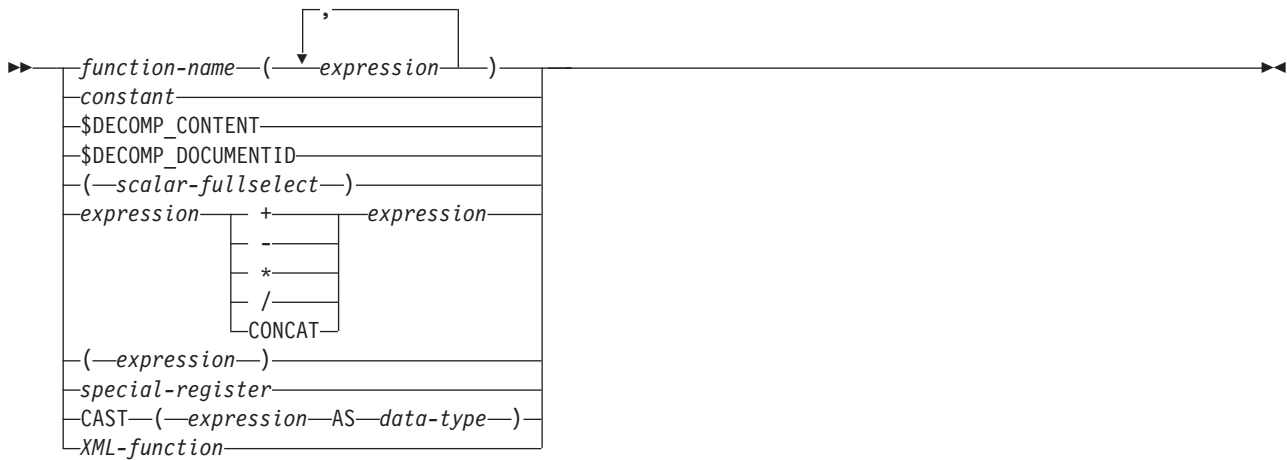 ,
function-name ( expression )
constant
$DECOMP_CONTENT
$DECOMP_DOCUMENTID
( scalar-fullselect )
expression + expression
-
*
/
CONCAT
( expression )
special-register
CAST ( expression AS data-type )
XML-function